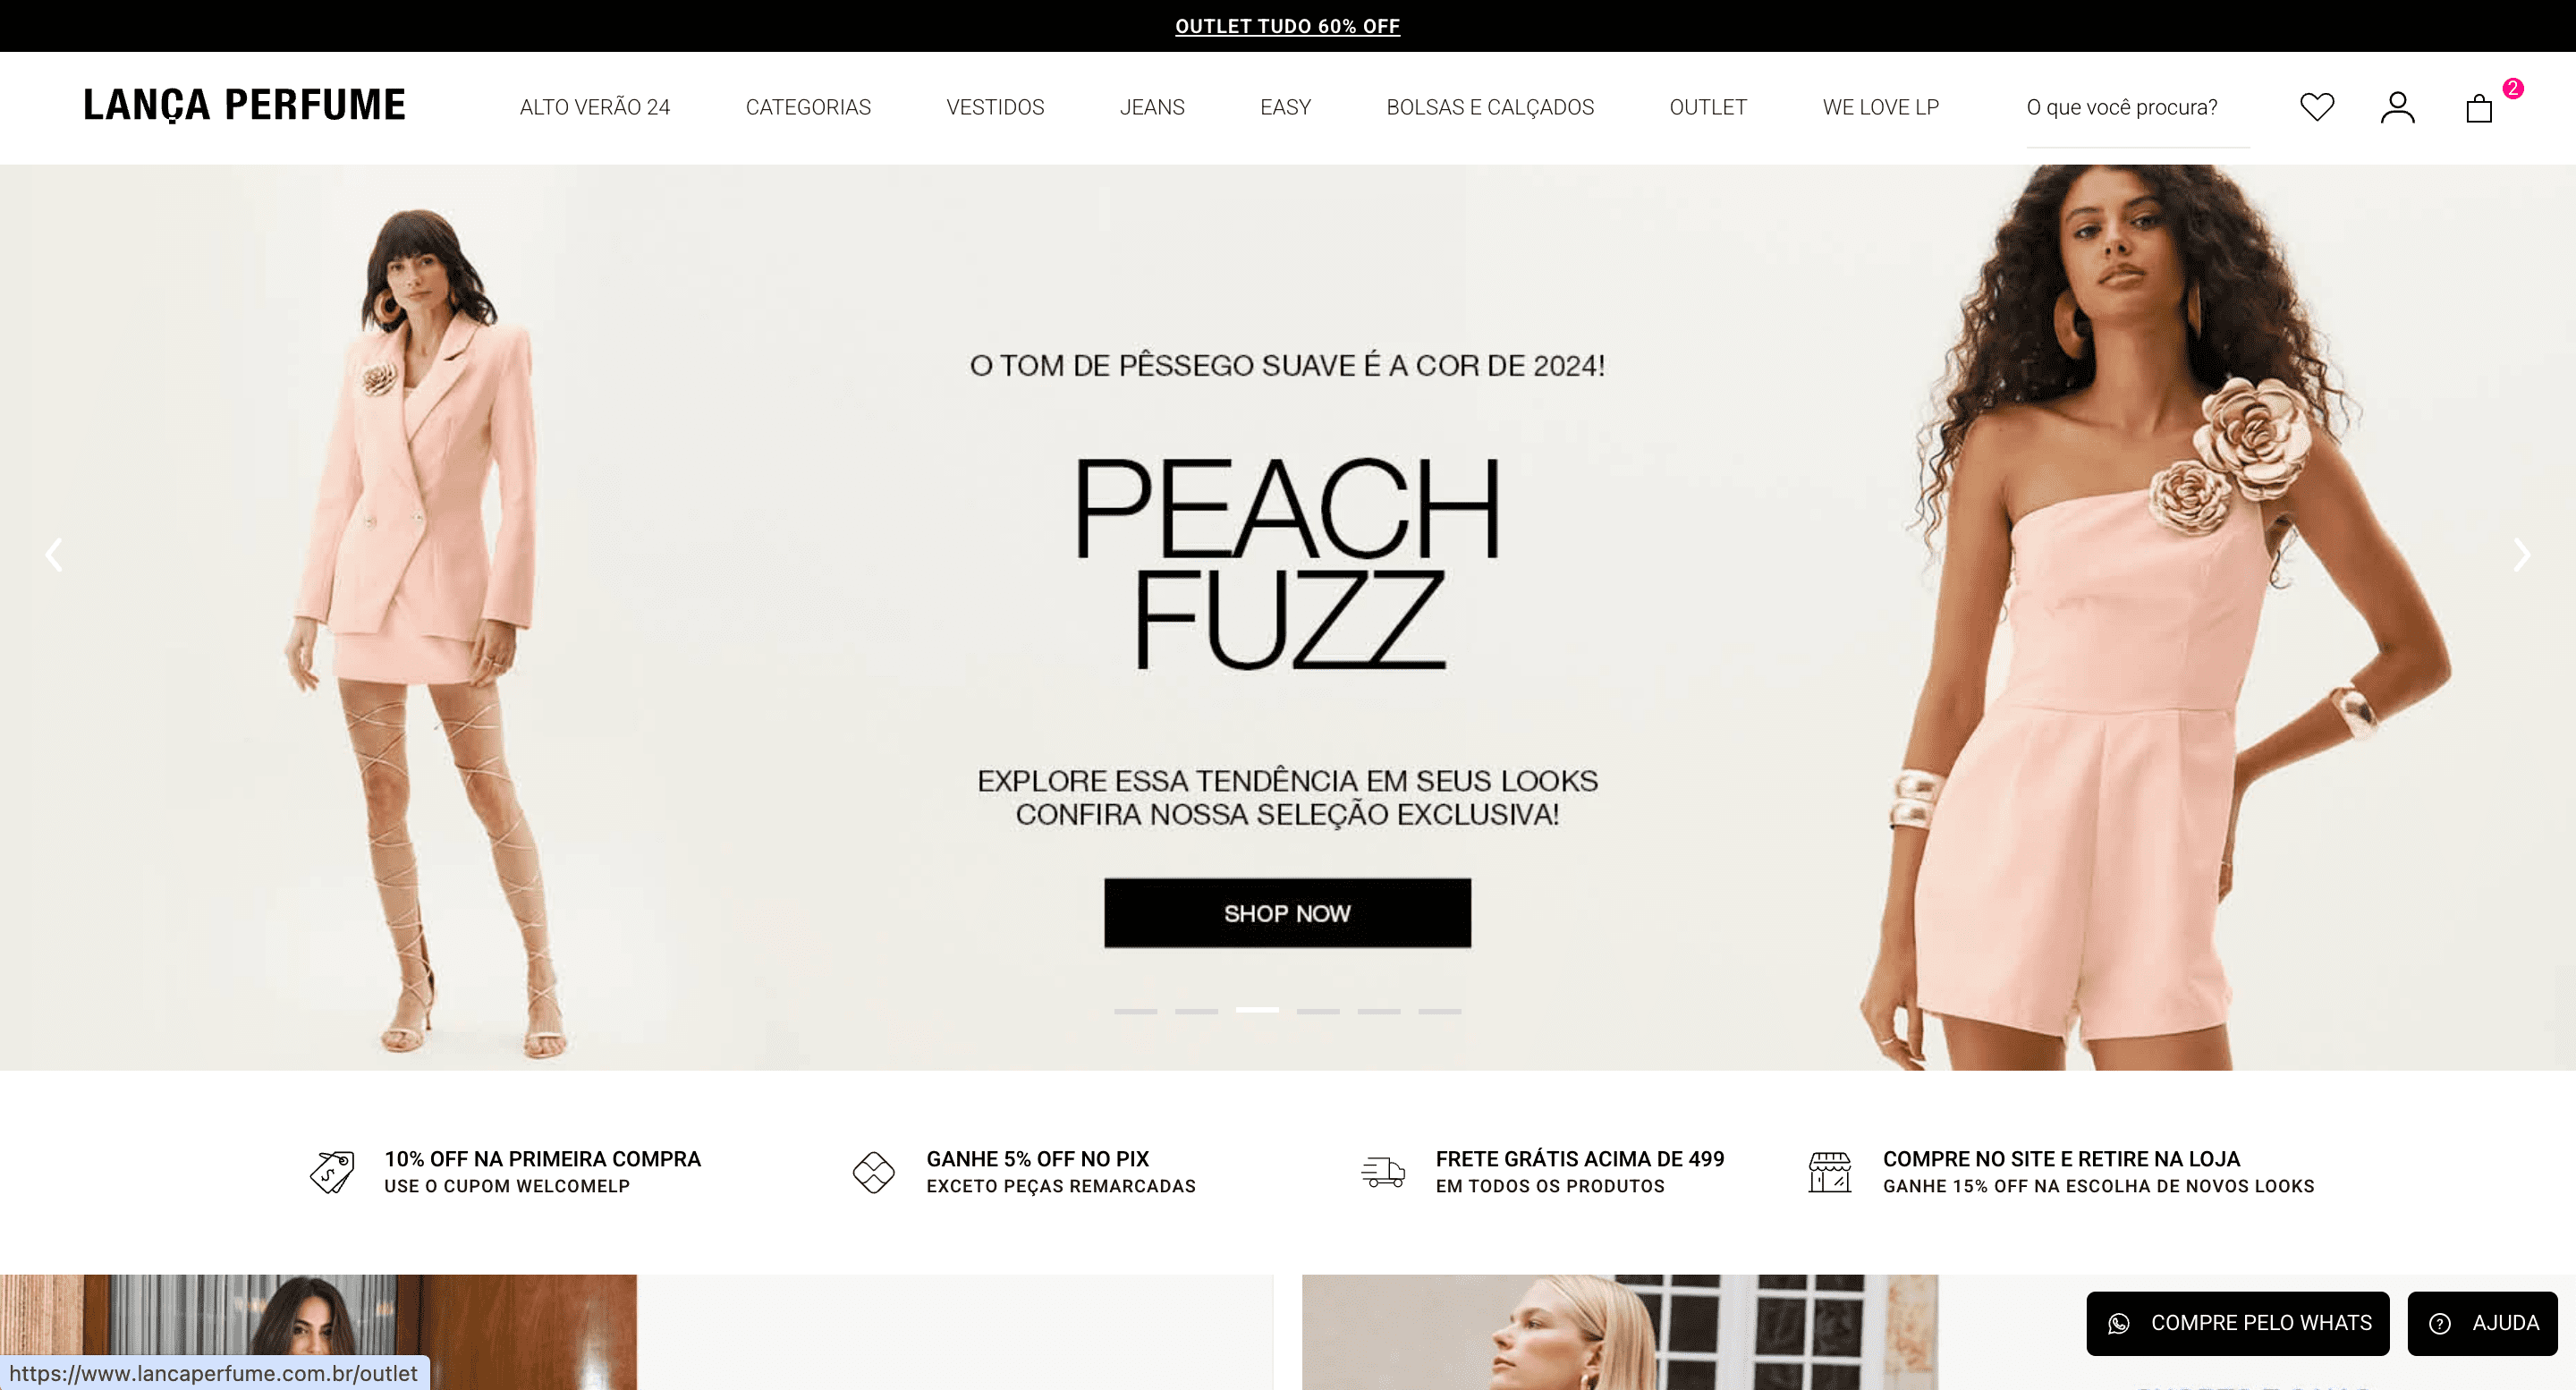 OUTLET TUDO 60% OFF
LANÇA PERFUME
ALTO VERÃO 24
CATEGORIAS
VESTIDOS
JEANS
EASY
BOLSAS E CALÇADOS
OUTLET
WE LOVE LP
O que você procura?
2
O TOM DE PÊSSEGO SUAVE É A COR DE 2024!
PEACH
FUZZ
EXPLORE ESSA TENDÊNCIA EM SEUS LOOKS
CONFIRA NOSSA SELEÇÃO EXCLUSIVA!
SHOP NOW
10% OFF NA PRIMEIRA COMPRA
USE O CUPOM WELCOMELP
GANHE 5% OFF NO PIX
EXCETO PEÇAS REMARCADAS
FRETE GRÁTIS ACIMA DE 499
EM TODOS OS PRODUTOS
COMPRE NO SITE E RETIRE NA LOJA
GANHE 15% OFF NA ESCOLHA DE NOVOS LOOKS
COMPRE PELO WHATS
AJUDA
https://www.lancaperfume.com.br/outlet